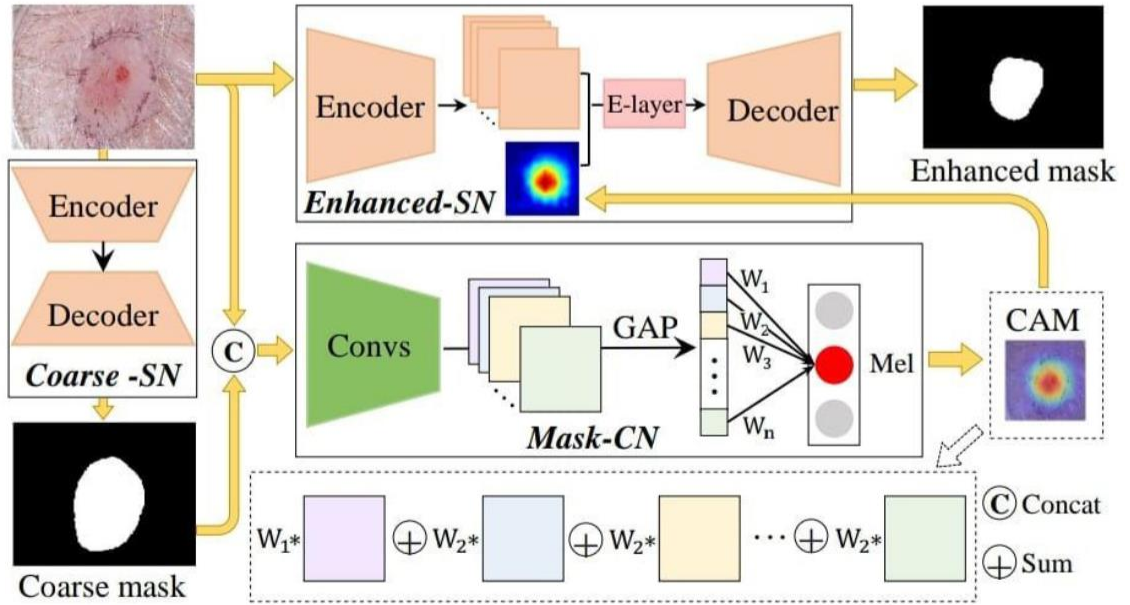 Encoder
E-layer
Decoder
Enhanced-SN
Enhanced mask
Encoder
Decoder
Coarse -SN
Coarse mask
C
Convs
GAP
W₁
W₂
W₃
Wₙ
Mel
Mask-CN
CAM
W₁* + W₂* + W₂* ... + W₂*
C Concat
+ Sum